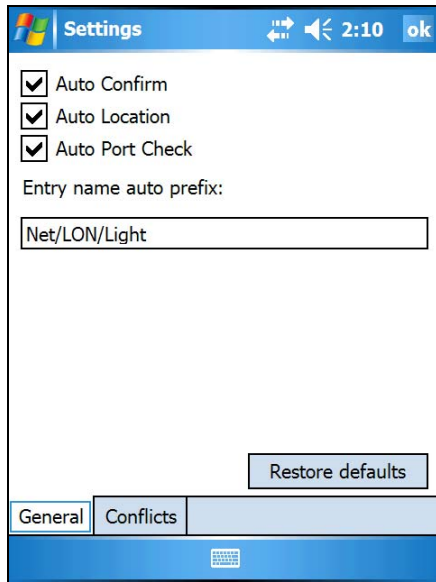 Settings 2:10 ok
Auto Confirm
Auto Location
Auto Port Check
Entry name auto prefix:
Net/LON/Light
Restore defaults
General Conflicts